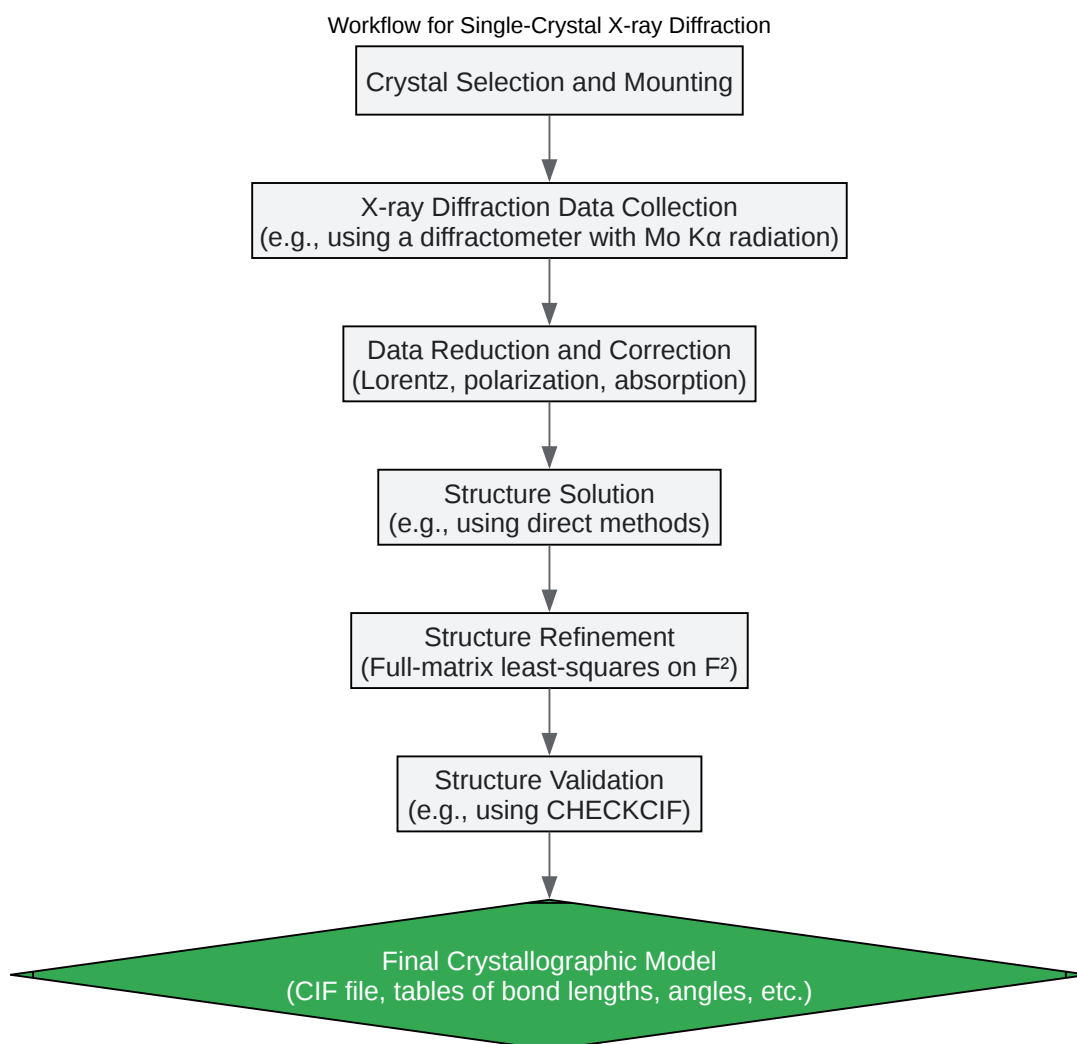 Workflow for Single-Crystal X-ray Diffraction
Crystal Selection and Mounting
X-ray Diffraction Data Collection
(e.g., using a diffractometer with Mo Kα radiation)
Data Reduction and Correction
(Lorentz, polarization, absorption)
Structure Solution
(e.g., using direct methods)
Structure Refinement
(Full-matrix least-squares on F²)
Structure Validation
(e.g., using CHECKCIF)
Final Crystallographic Model
(CIF file, tables of bond lengths, angles, etc.)